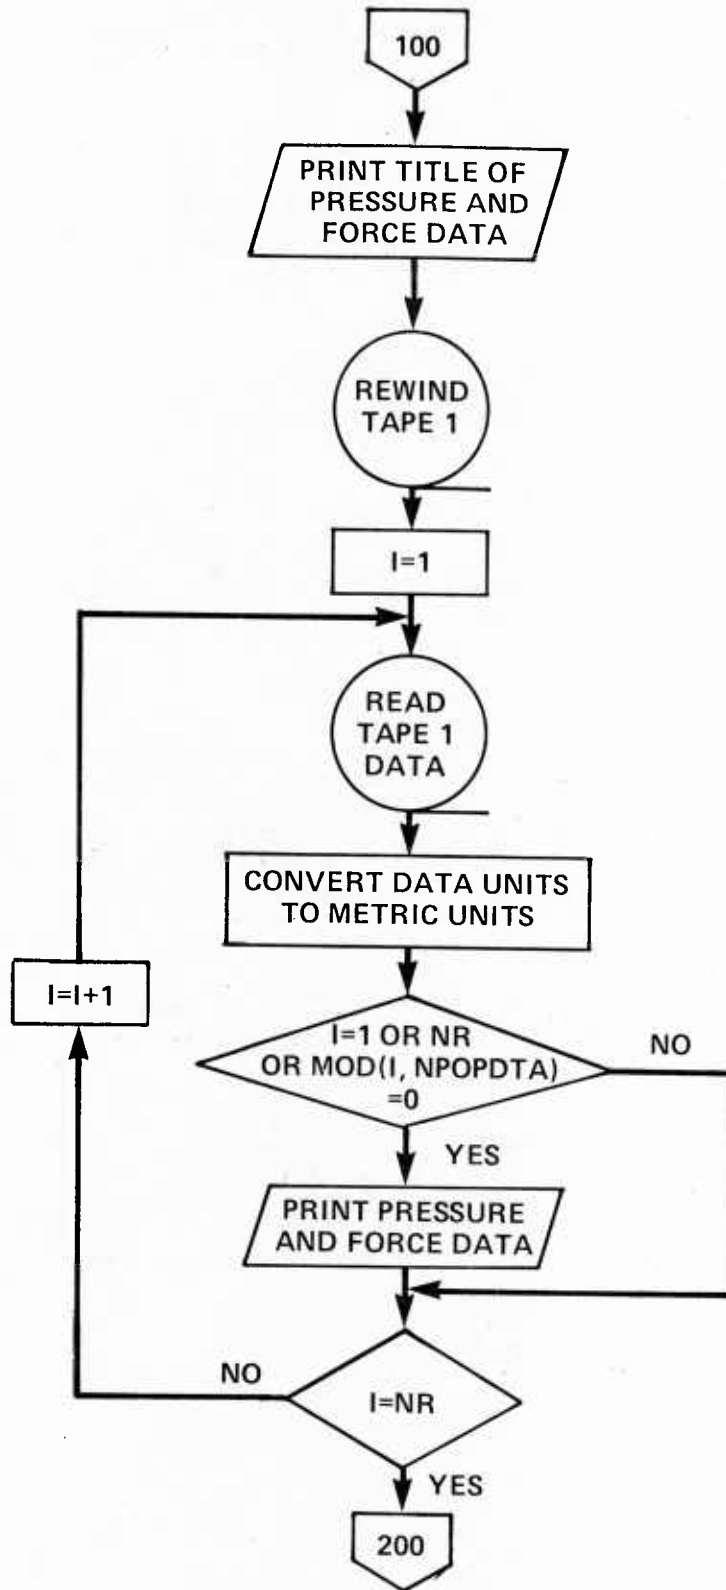 100
PRINT TITLE OF
PRESSURE AND
FORCE DATA
REWIND
TAPE 1
I=1
READ
TAPE 1
DATA
CONVERT DATA UNITS
TO METRIC UNITS
I=I+1
I=1 OR NR
OR MOD(I, NPOPDTA)
=0
NO
YES
PRINT PRESSURE
AND FORCE DATA
NO
I=NR
YES
200